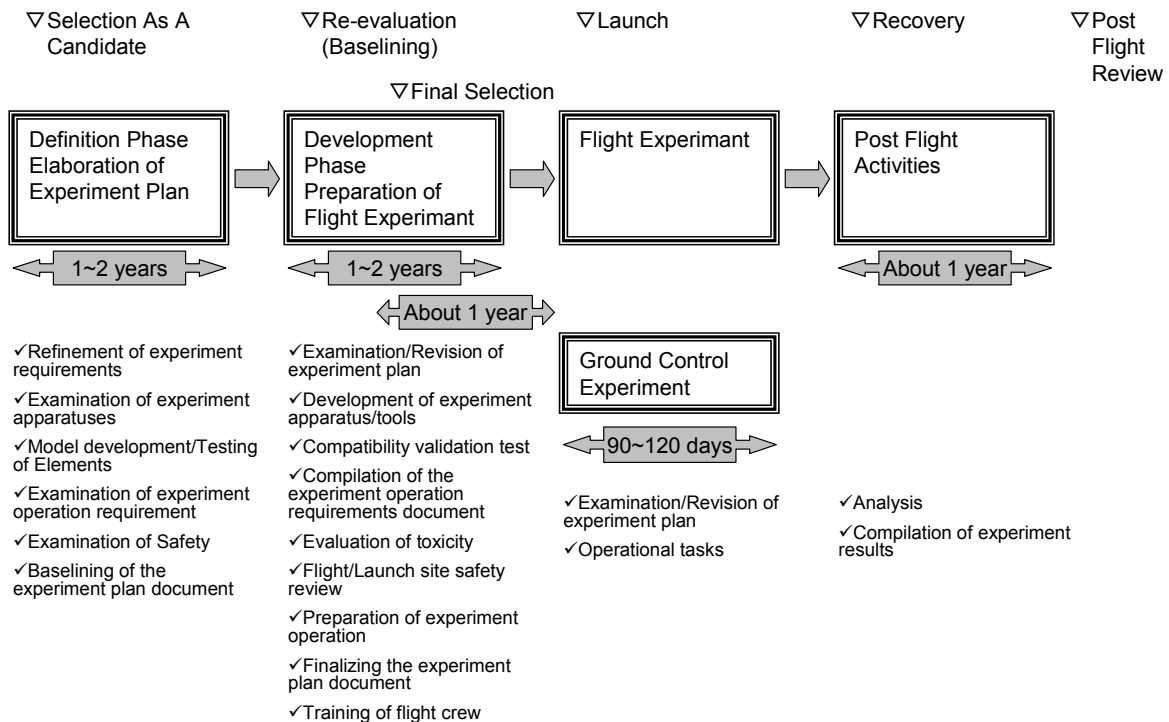 ▽Selection As A
Candidate
▽Re-evaluation
(Baselining)
▽Launch
▽Recovery
▽Post
Flight
Review
▽Final Selection
Definition Phase
Elaboration of
Experiment Plan
Development
Phase
Preparation of
Flight Experimant
Flight Experimant
Post Flight
Activities
1~2 years
1~2 years
About 1 year
About 1 year
Ground Control
Experiment
90~120 days
✓Refinement of experiment
requirements
✓Examination of experiment
apparatuses
✓Model development/Testing
of Elements
✓Examination of experiment
operation requirement
✓Examination of Safety
✓Baselining of the
experiment plan document
✓Examination/Revision of
experiment plan
✓Development of experiment
apparatus/tools
✓Compatibility validation test
✓Compilation of the
experiment operation
requirements document
✓Evaluation of toxicity
✓Flight/Launch site safety
review
✓Preparation of experiment
operation
✓Finalizing the experiment
plan document
✓Training of flight crew
✓Examination/Revision of
experiment plan
✓Operational tasks
✓Analysis
✓Compilation of experiment
results